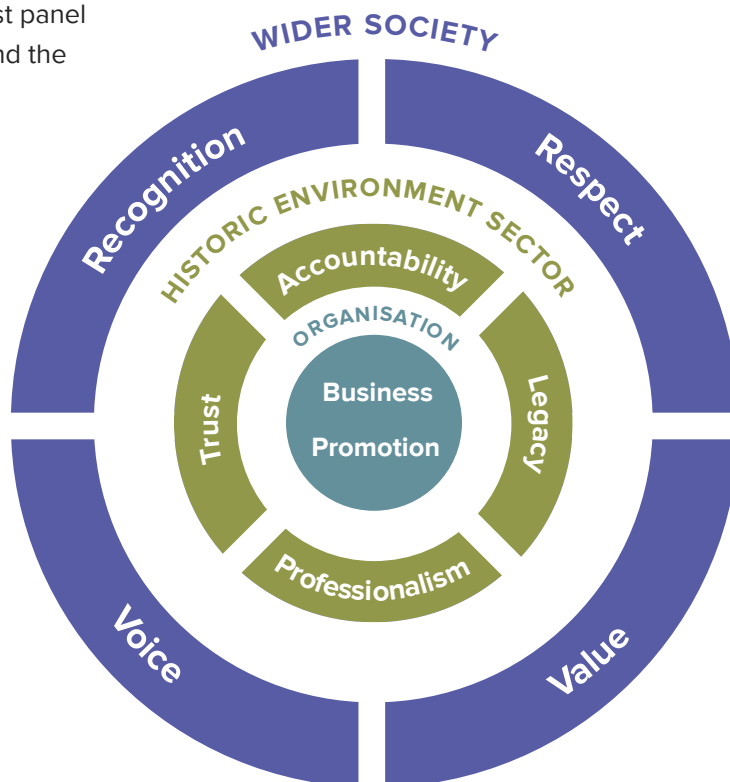 st panel
nd the
WIDER SOCIETY
Recognition
Respect
HISTORIC ENVIRONMENT SECTOR
Accountability
ORGANISATION
Business
Promotion
Trust
Legacy
Professionalism
Voice
Value